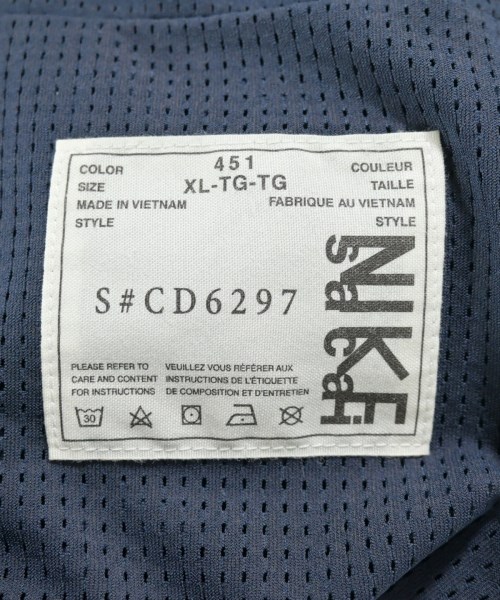 COLOR 451 COULEUR
SIZE XL-TG-TG TAILLE
MADE IN VIETNAM FABRIQUE AU VIETNAM
STYLE STYLE
S#CD6297
NIKE
sacai
PLEASE REFER TO
CARE AND CONTENT
FOR INSTRUCTIONS
VEUILLEZ VOUS RÉFÉRER AUX
INSTRUCTIONS DE L'ÉTIQUETTE
DE COMPOSITION ET D'ENTRETIEN
30